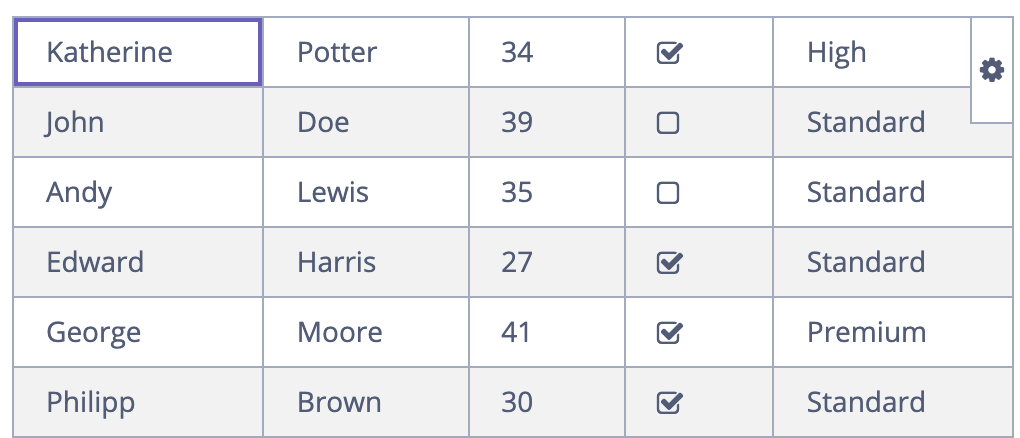 Katherine Potter 34 High
John Doe 39 Standard
Andy Lewis 35 Standard
Edward Harris 27 Standard
George Moore 41 Premium
Philipp Brown 30 Standard